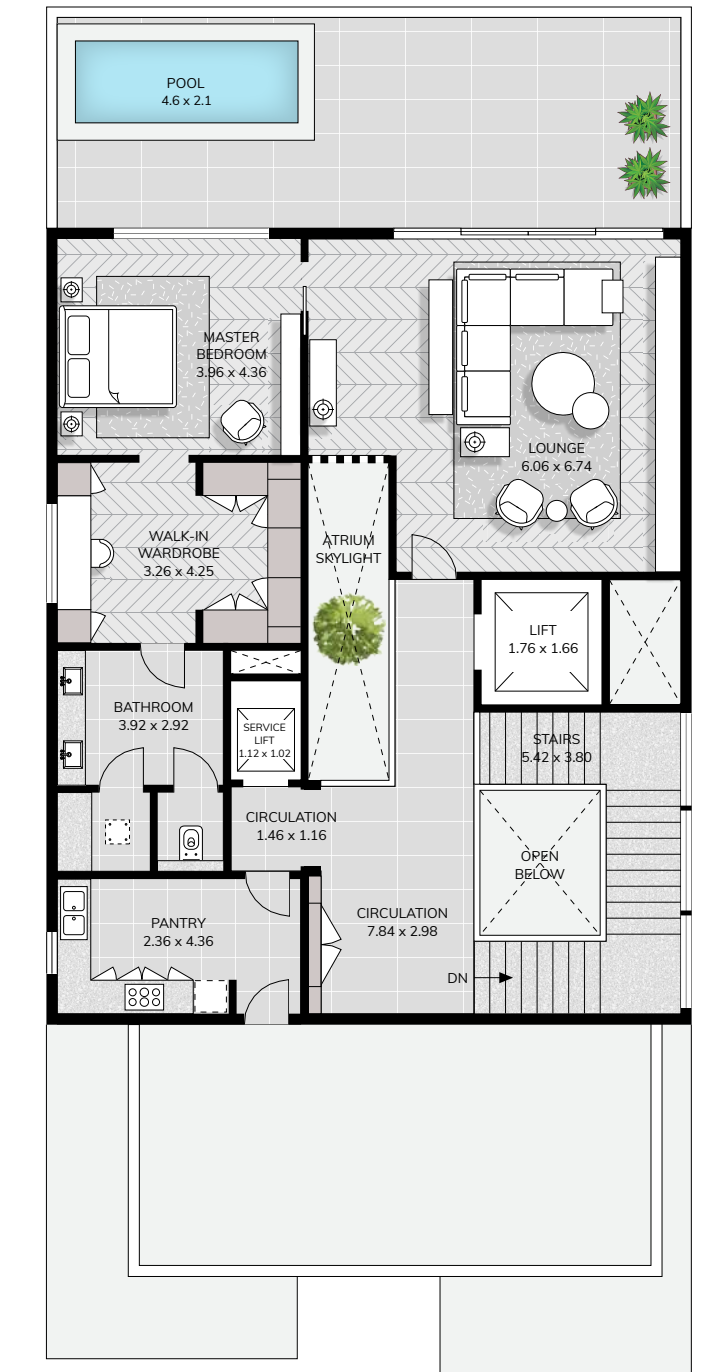 POOL
4.6 x 2.1
MASTER
BEDROOM
3.96 x 4.36
LOUNGE
6.06 x 6.74
WALK-IN
WARDROBE
3.26 x 4.25
ATRIUM
SKYLIGHT
LIFT
1.76 x 1.66
BATHROOM
3.92 x 2.92
SERVICE
LIFT
1.12 x 1.02
STAIRS
5.42 x 3.80
CIRCULATION
1.46 x 1.16
OPEN
BELOW
PANTRY
2.36 x 4.36
CIRCULATION
7.84 x 2.98
DN